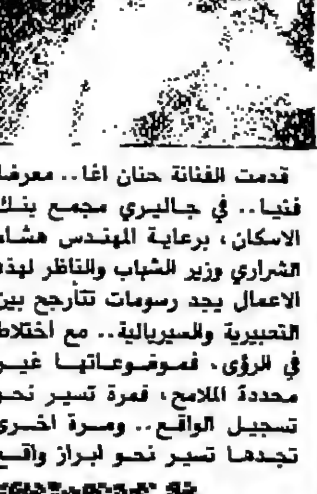 قدمت الفنانة حنان اغا.. معرضا
فنيا.. في جاليري مجمع بنك
الاسكان، برعاية المهندس هشام
الشراري وزير الشباب والناظر لهذه
الاعمال يجد رسومات تتأرجح بين
التعبيرية والسيريالية.. مع اختلاط
في الرؤى، فموضوعاتها غير
محددة الملامح، فمرة تسير نحو
تسجيل الواقع.. ومرة اخرى
تجدها تسير نحو ابراز واقع